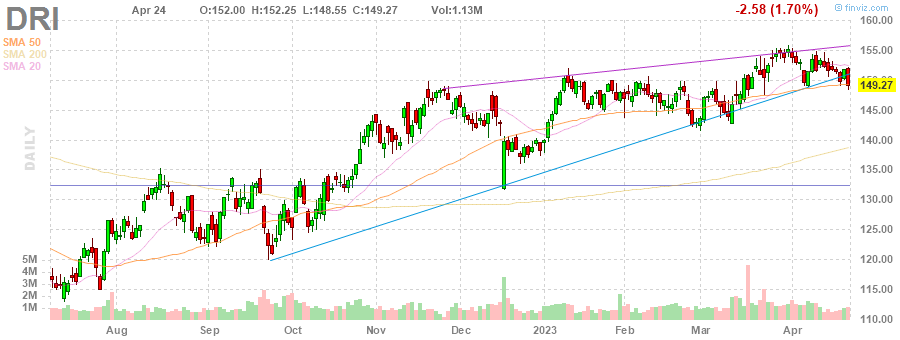 DRI Apr 24 O:152.00 H:152.25 L:148.55 C:149.27 Vol:1.13M -2.58 (1.70%) © finviz.com
SMA 50
SMA 200
SMA 20
DAILY
160.00
155.00
150.00
149.27
145.00
140.00
135.00
130.00
125.00
120.00
115.00
110.00
5M
4M
3M
2M
1M
Aug Sep Oct Nov Dec 2023 Feb Mar Apr